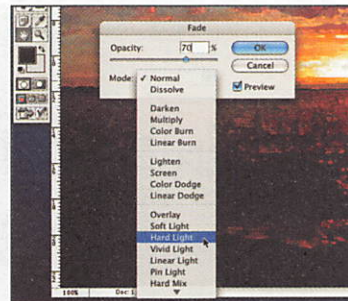 Fade
Opacity: 70 % OK
Cancel
Mode: ✓ Normal Preview
Dissolve
Darken
Multiply
Color Burn
Linear Burn
Lighten
Screen
Color Dodge
Linear Dodge
Overlay
Soft Light
Hard Light
Vivid Light
Linear Light
Pin Light
Hard Mix
100% Doc: